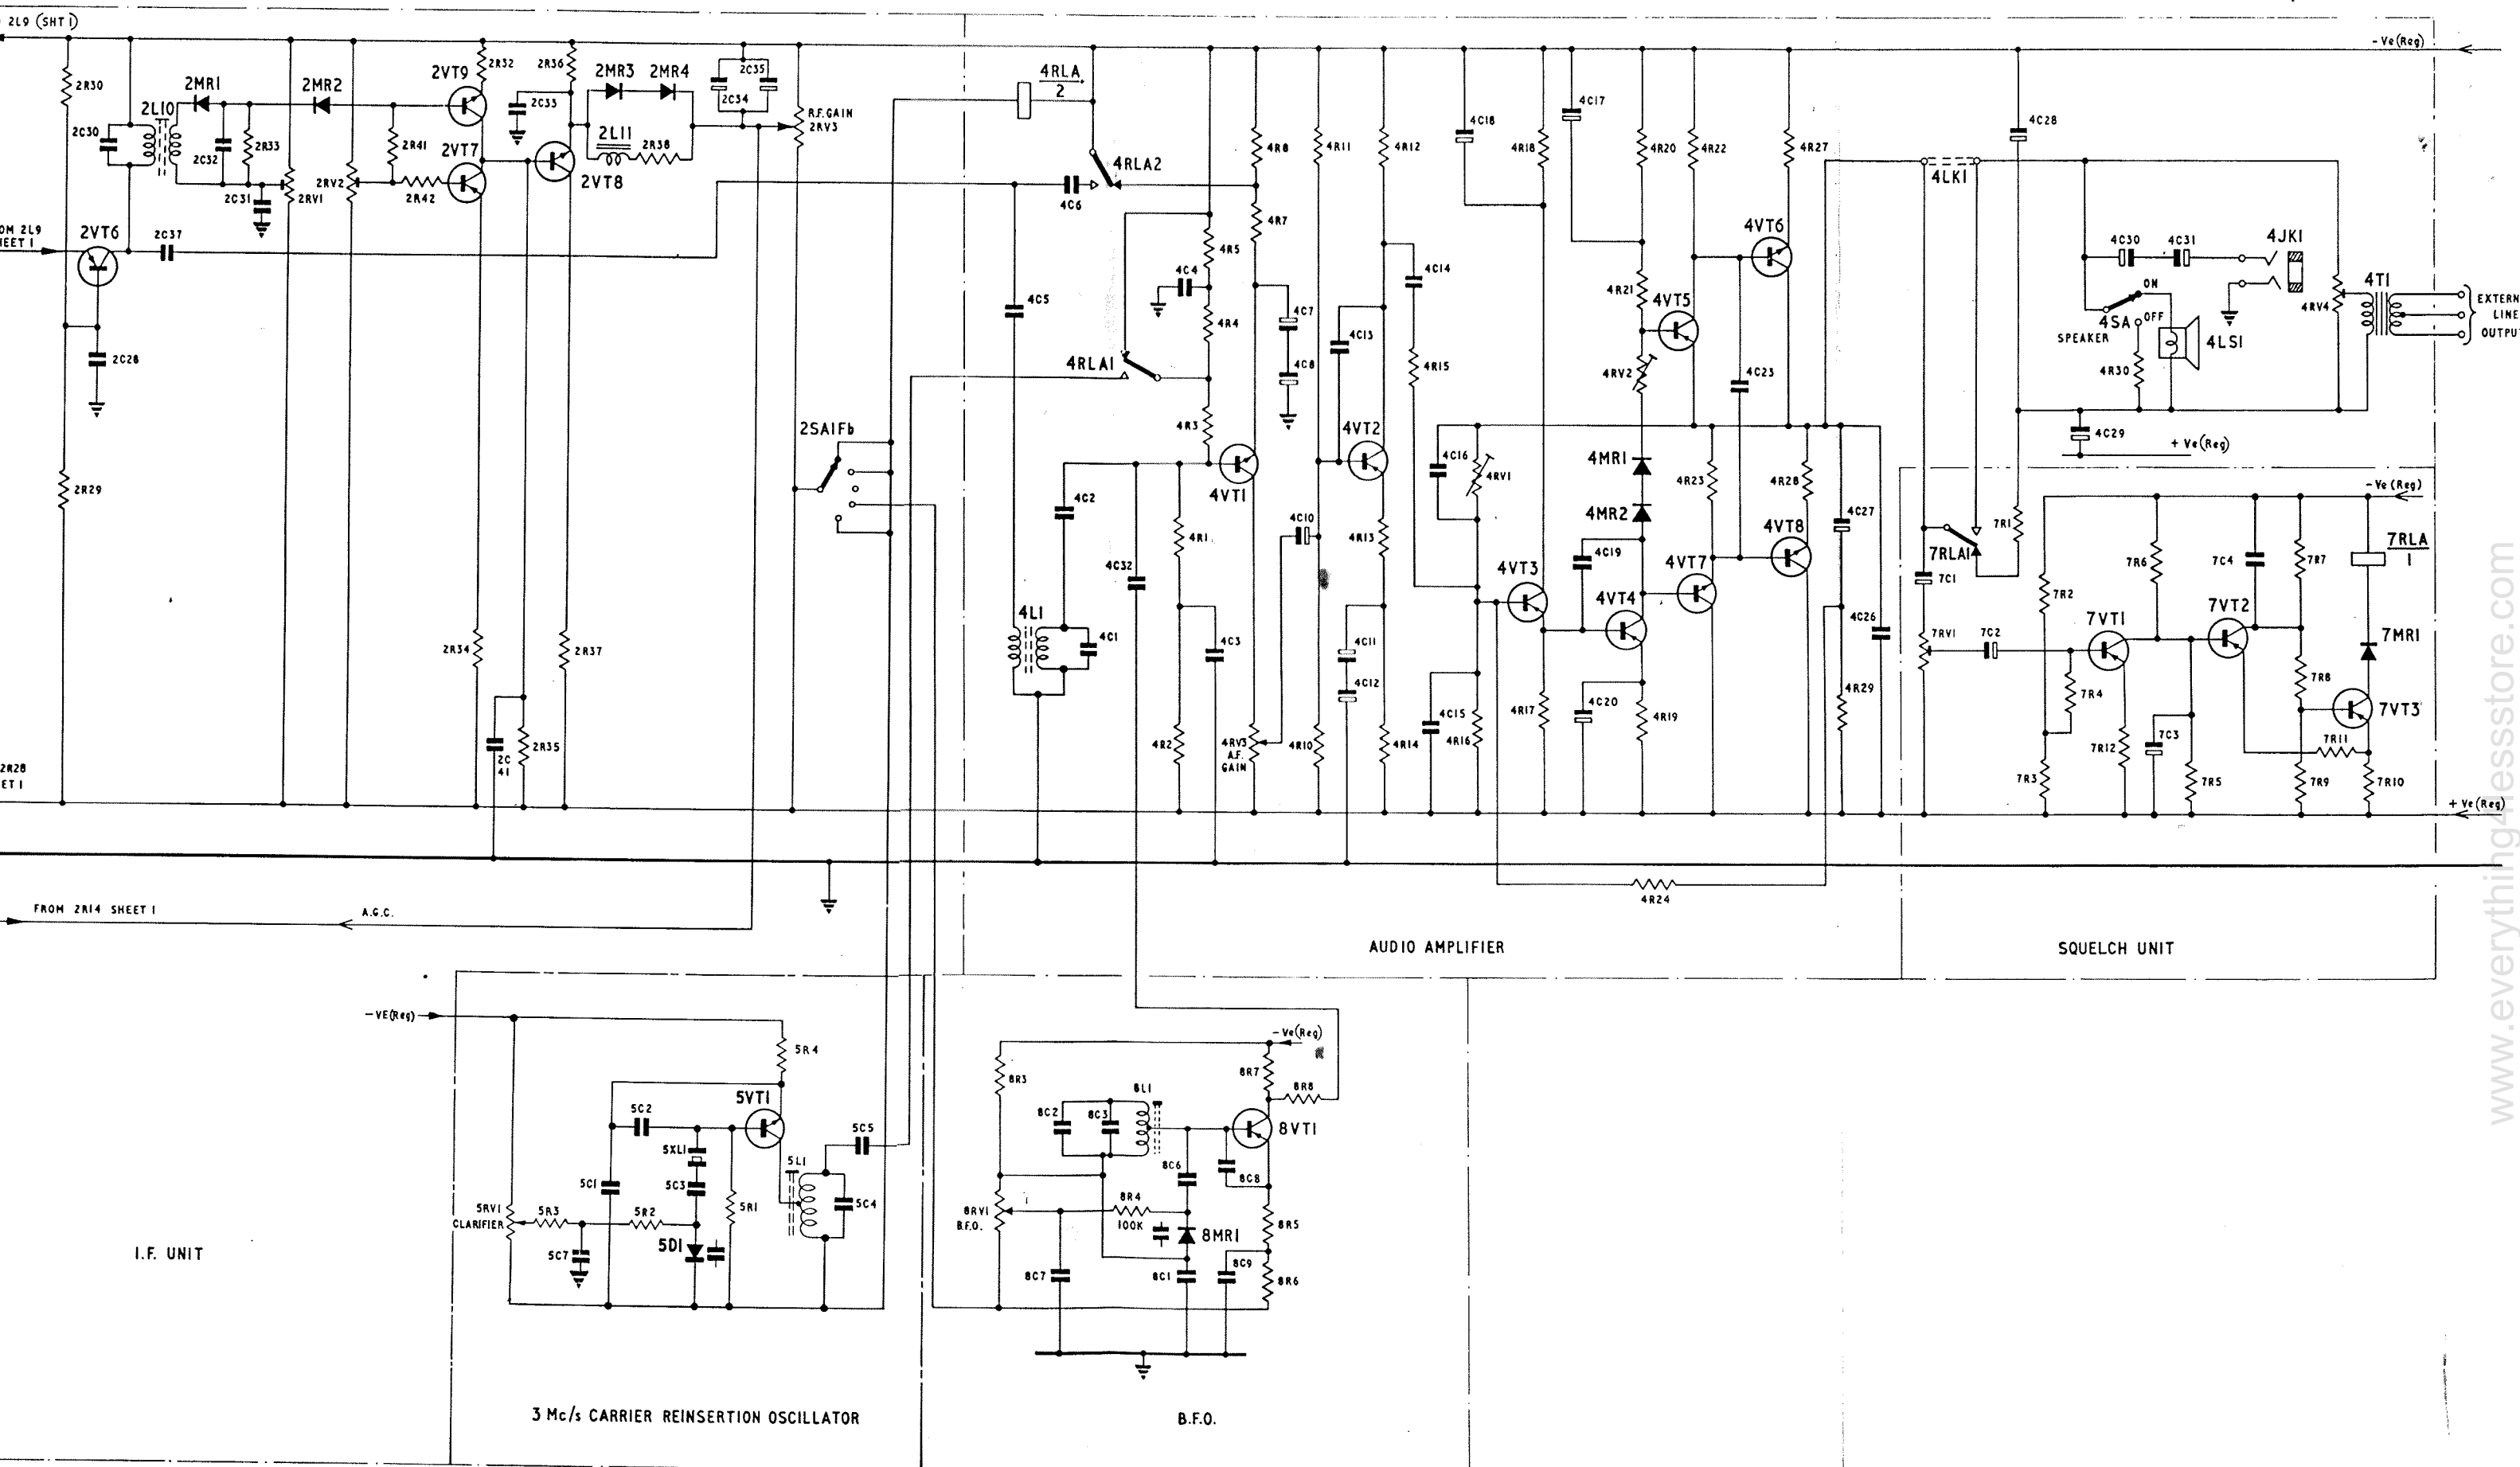 2L9 (SHT 1)
-Ve(Reg)
2R30
2C30
2L10
2MR1
2MR2
2C32
2R33
2C31
2RV1
2RV2
2R41
2R42
2VT9
2R32
2VT7
2R36
2C33
2VT8
2MR3 2MR4
2L11
2R38
2C34
2C35
R.F. GAIN
2RV3
4RLA
2
4RLA2
4C6
4R8
4R7
4R11
4R12
4C18
4R18
4C17
4R20
4R22
4R27
4C28
4LK1
2VT6
2C37
2C28
2R29
4C5
4R5
4C4
4R4
4RLA1
4R3
4C7
4C8
4C13
4C14
4R15
4R21
4VT5
4VT6
4RV2
4C23
4C30
4C31
4JK1
ON
OFF
4SA
SPEAKER
4R30
4LS1
4RV4
4T1
LINE
4C29
+ Ve(Reg)
2SA1Fb
4C2
4C32
4VT1
4R1
4C10
4VT2
4R13
4C16
4RV1
4MR1
4MR2
4R23
4R28
4VT3
4C19
4VT4
4VT7
4VT8
4C27
4C26
- Ve(Reg)
7R1
7RLA1
7C1
7R2
7R6
7C4
7R7
7RLA
1
2R34
2R35
2C
41
2R37
4L1
4C1
4C3
4R2
4RV3
A.F.
GAIN
4R10
4C11
4C12
4R14
4C15
4R16
4R17
4C20
4R19
4R29
7RV1
7C2
7R4
7R3
7VT1
7R12
7C3
7R5
7VT2
7R8
7MR1
7VT3
7R11
7R9
7R10
2R28
+ Ve(Reg)
FROM 2R14 SHEET 1
A.G.C.
4R24
AUDIO AMPLIFIER
SQUELCH UNIT
-VE(Reg)
5R4
5VT1
5C2
5XL1
5C3
5C1
5R1
5L1
5C5
5C4
5RV1
CLARIFIER
5R3
5R2
5C7
5D1
- Ve(Reg)
8R3
8R7
8R8
8L1
8C2
8C3
8VT1
8C6
8C8
8RV1
B.F.O.
8R4
100K
8MR1
8R5
8C7
8C1
8C9
8R6
I.F. UNIT
3 Mc/s CARRIER REINSERTION OSCILLATOR
B.F.O.
www.everything4lessstore.com